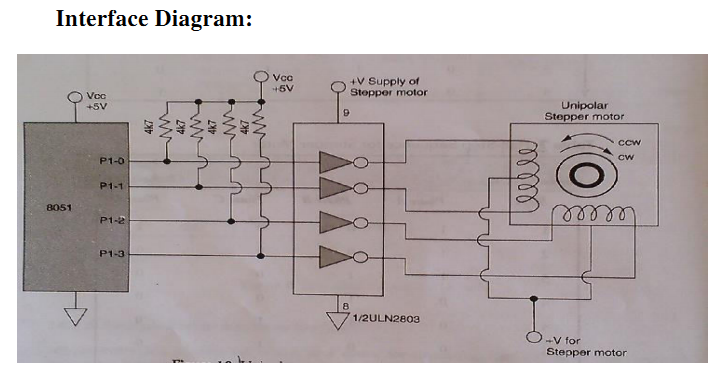 Interface Diagram:
Vcc
+5V
Vcc
+5V
+V Supply of
Stepper motor
9
4k7
4k7
4k7
4k7
Unipolar
Stepper motor
CCW
CW
P1-0
P1-1
8051
P1-2
P1-3
8
1/2ULN2803
+V for
Stepper motor